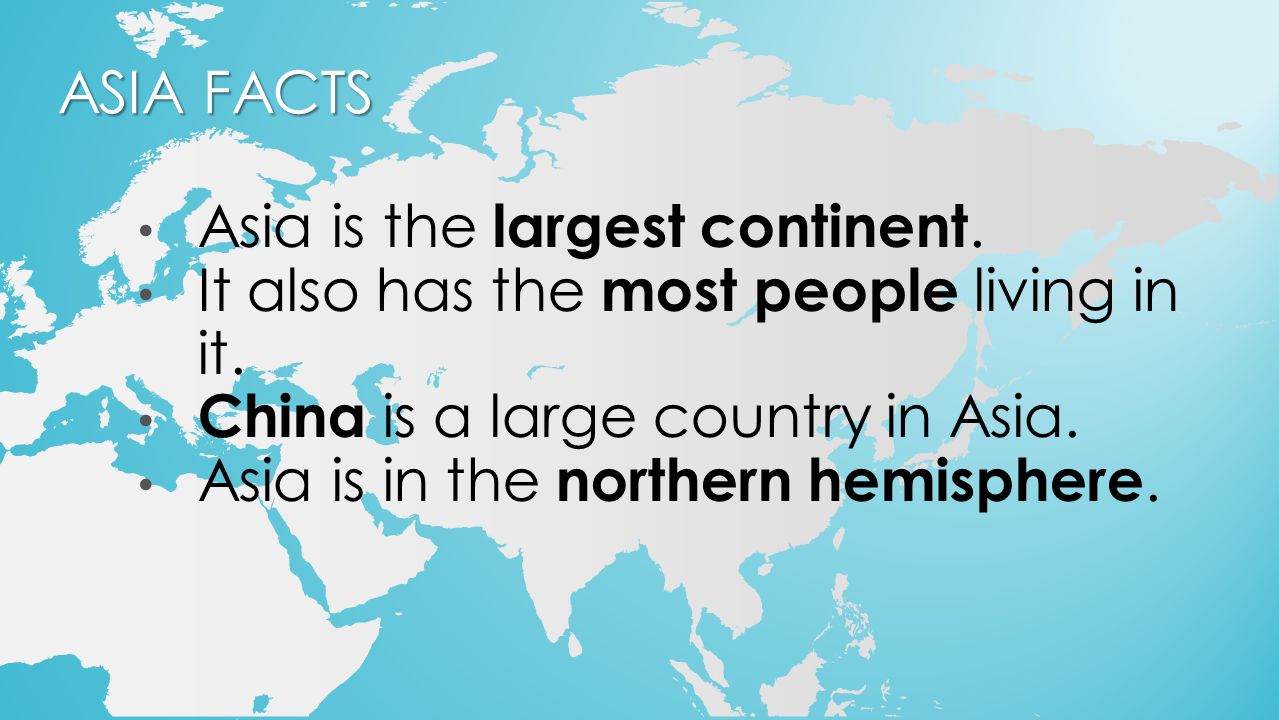 ASIA FACTS
• Asia is the largest continent.
• It also has the most people living in
it.
• China is a large country in Asia.
• Asia is in the northern hemisphere.